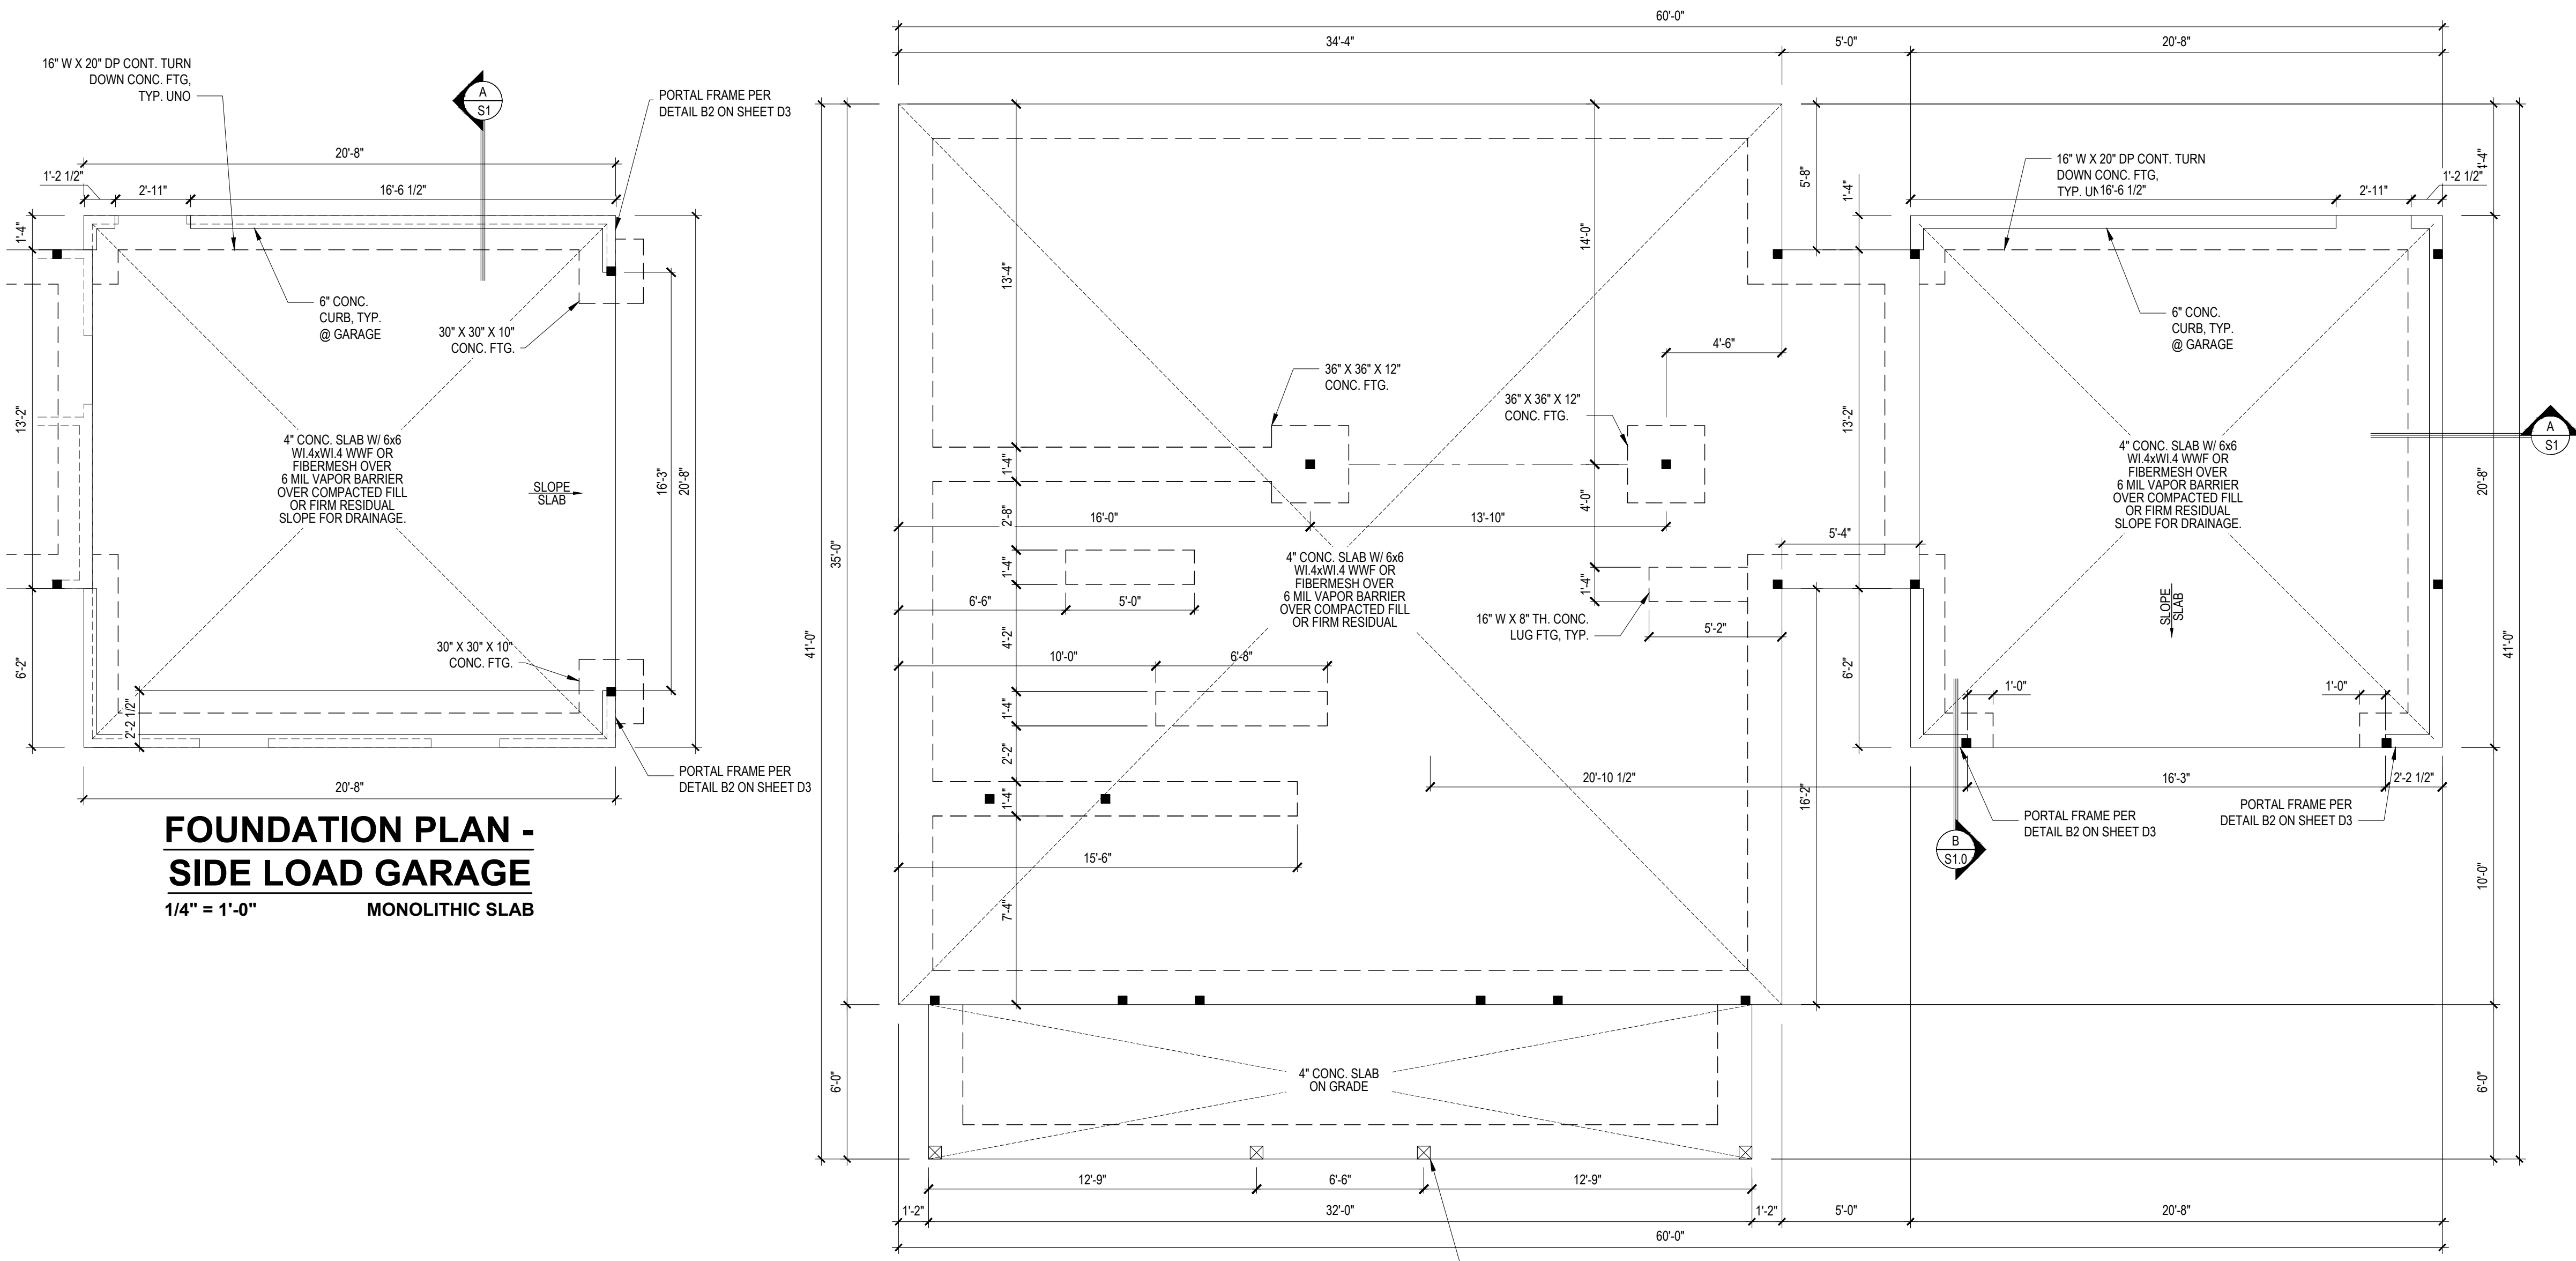 16" W X 20" DP CONT. TURN
DOWN CONC. FTG,
TYP. UNO
A
S1
PORTAL FRAME PER
DETAIL B2 ON SHEET D3
20'-8"
1'-2 1/2"
2'-11"
16'-6 1/2"
1'-4"
13'-2"
6'-2"
6" CONC.
CURB, TYP.
@ GARAGE
30" X 30" X 10"
CONC. FTG.
4" CONC. SLAB W/ 6x6
WI.4xWI.4 WWF OR
FIBERMESH OVER
6 MIL VAPOR BARRIER
OVER COMPACTED FILL
OR FIRM RESIDUAL
SLOPE FOR DRAINAGE.
SLOPE
SLAB
16'-3"
20'-8"
30" X 30" X 10"
CONC. FTG.
2'-2 1/2"
PORTAL FRAME PER
DETAIL B2 ON SHEET D3
20'-8"
FOUNDATION PLAN -
SIDE LOAD GARAGE
1/4" = 1'-0" MONOLITHIC SLAB
60'-0"
34'-4"
5'-0"
20'-8"
41'-0"
35'-0"
6'-0"
13'-4"
1'-4"
2'-8"
1'-4"
4'-2"
1'-4"
2'-2"
1'-4"
7'-4"
14'-0"
4'-0"
1'-4"
5'-8"
4'-6"
36" X 36" X 12"
CONC. FTG.
36" X 36" X 12"
CONC. FTG.
16'-0"
13'-10"
6'-6"
5'-0"
10'-0"
6'-8"
15'-6"
4" CONC. SLAB W/ 6x6
WI.4xWI.4 WWF OR
FIBERMESH OVER
6 MIL VAPOR BARRIER
OVER COMPACTED FILL
OR FIRM RESIDUAL
16" W X 8" TH. CONC.
LUG FTG, TYP.
5'-2"
5'-4"
16'-2"
20'-10 1/2"
4" CONC. SLAB
ON GRADE
12'-9"
6'-6"
12'-9"
1'-2"
32'-0"
1'-2"
5'-0"
20'-8"
60'-0"
1'-4"
13'-2"
6'-2"
16" W X 20" DP CONT. TURN
DOWN CONC. FTG,
16'-6 1/2"
2'-11"
1'-2 1/2"
6" CONC.
CURB, TYP.
@ GARAGE
4" CONC. SLAB W/ 6x6
WI.4xWI.4 WWF OR
FIBERMESH OVER
6 MIL VAPOR BARRIER
OVER COMPACTED FILL
OR FIRM RESIDUAL
SLOPE FOR DRAINAGE.
SLOPE
SLAB
1'-0"
1'-0"
16'-3"
2'-2 1/2"
PORTAL FRAME PER
DETAIL B2 ON SHEET D3
PORTAL FRAME PER
DETAIL B2 ON SHEET D3
B
S1.0
A
S1
4'-4"
20'-8"
10'-0"
6'-0"
41'-0"